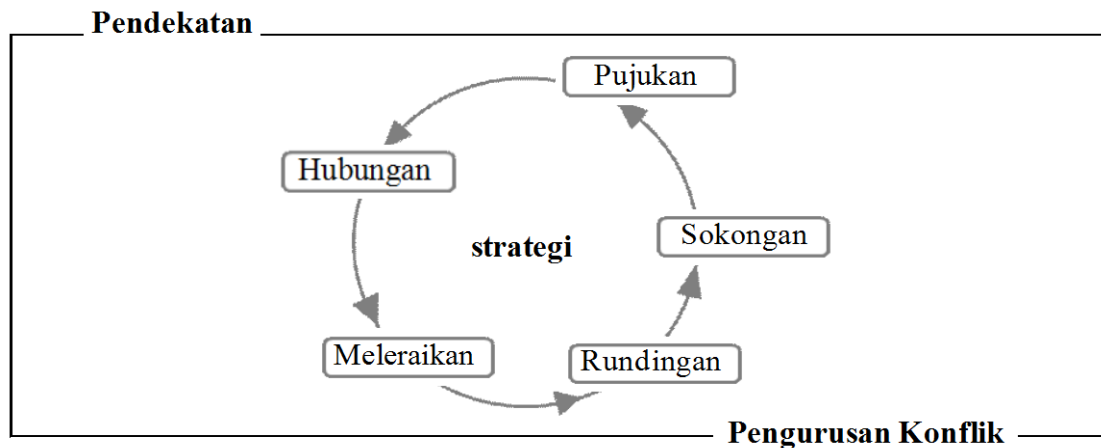 Pendekatan
Pujukan
Hubungan
Sokongan
strategi
Meleraikan
Rundingan
Pengurusan Konflik